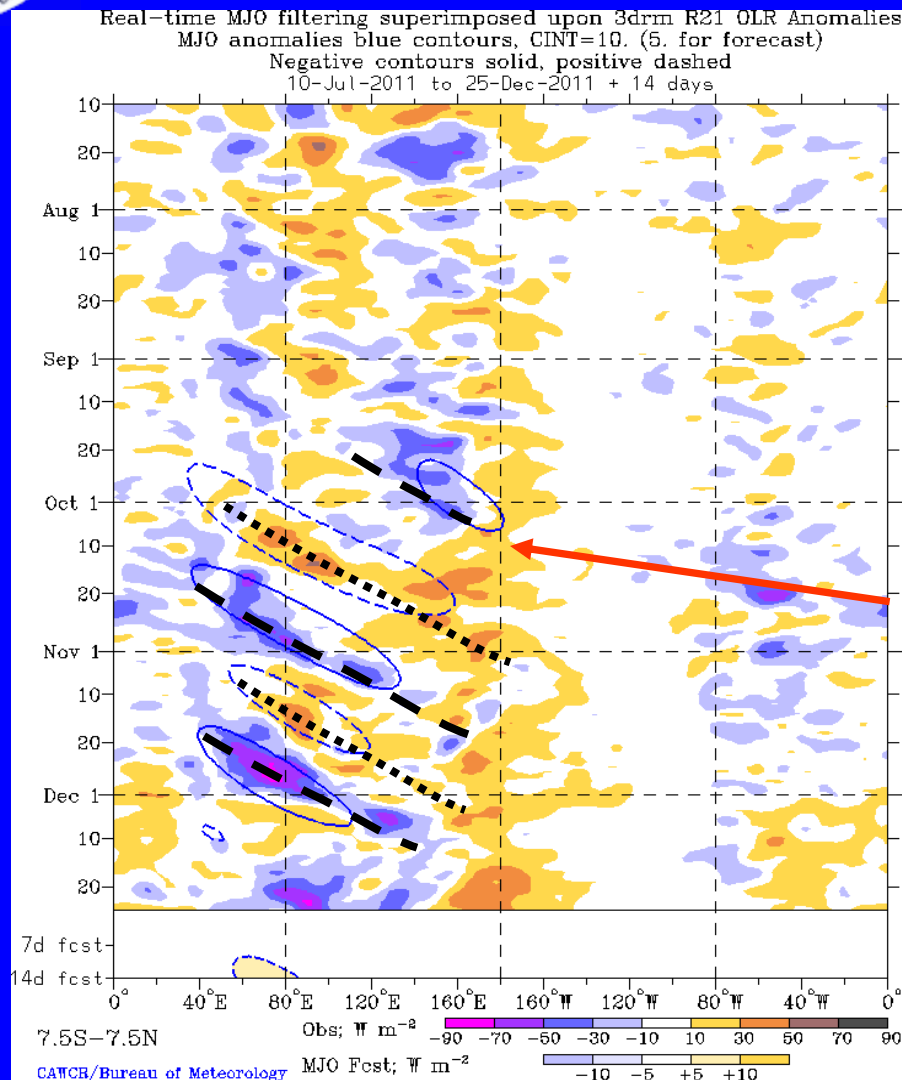 Real-time MJO filtering superimposed upon 3drm R21 OLR Anomalies
MJO anomalies blue contours, CINT=10. (5. for forecast)
Negative contours solid, positive dashed
10-Jul-2011 to 25-Dec-2011 + 14 days
10
20
Aug 1
10
20
Sep 1
10
20
Oct 1
10
20
Nov 1
10
20
Dec 1
10
20
7d fcst
14d fcst
0° 40°E 80°E 120°E 160°E 160°W 120°W 80°W 40°W 0°
7.5S-7.5N
Obs; W m-2
-90 -70 -50 -30 -10 10 30 50 70 90
CAWCR/Bureau of Meteorology
MJO Fcst; W m-2
-10 -5 +5 +10